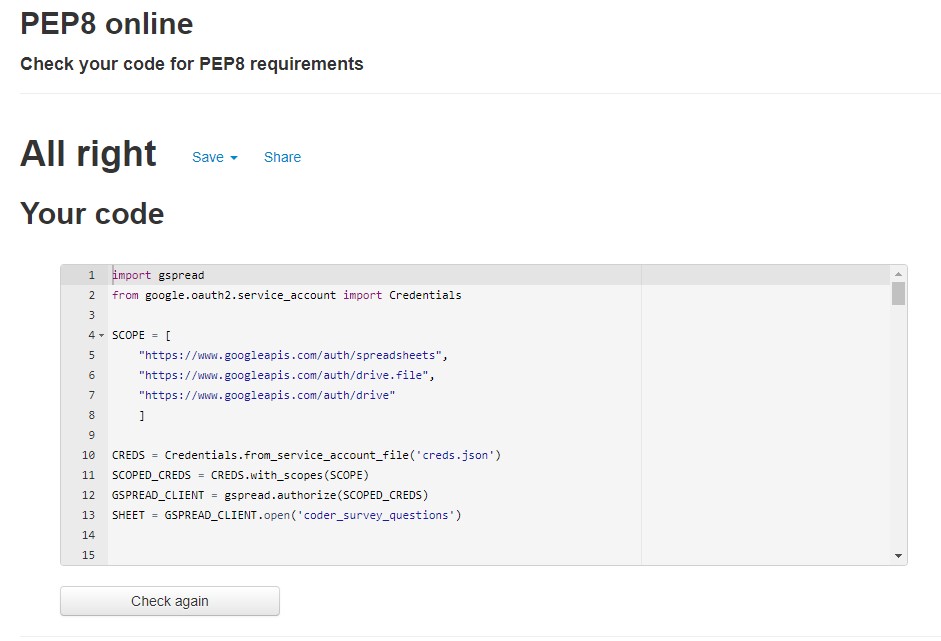 PEP8 online
Check your code for PEP8 requirements
All right Save Share
Your code
1 import gspread
2 from google.oauth2.service_account import Credentials
3
4 SCOPE = [
5     "https://www.googleapis.com/auth/spreadsheets",
6     "https://www.googleapis.com/auth/drive.file",
7     "https://www.googleapis.com/auth/drive"
8     ]
9
10 CREDS = Credentials.from_service_account_file('creds.json')
11 SCOPED_CREDS = CREDS.with_scopes(SCOPE)
12 GSPREAD_CLIENT = gspread.authorize(SCOPED_CREDS)
13 SHEET = GSPREAD_CLIENT.open('coder_survey_questions')
14
15
Check again